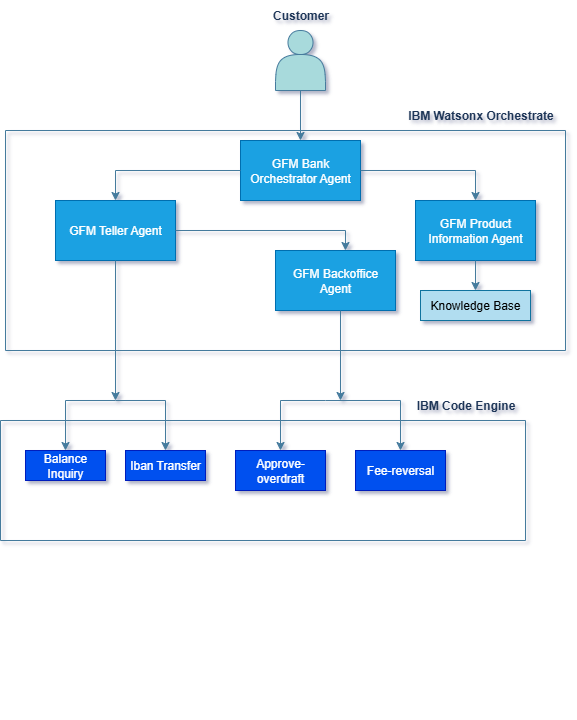 Customer
IBM Watsonx Orchestrate
GFM Bank
Orchestrator Agent
GFM Teller Agent
GFM Product
Information Agent
GFM Backoffice
Agent
Knowledge Base
IBM Code Engine
Balance
Inquiry
Iban Transfer
Approve-
overdraft
Fee-reversal